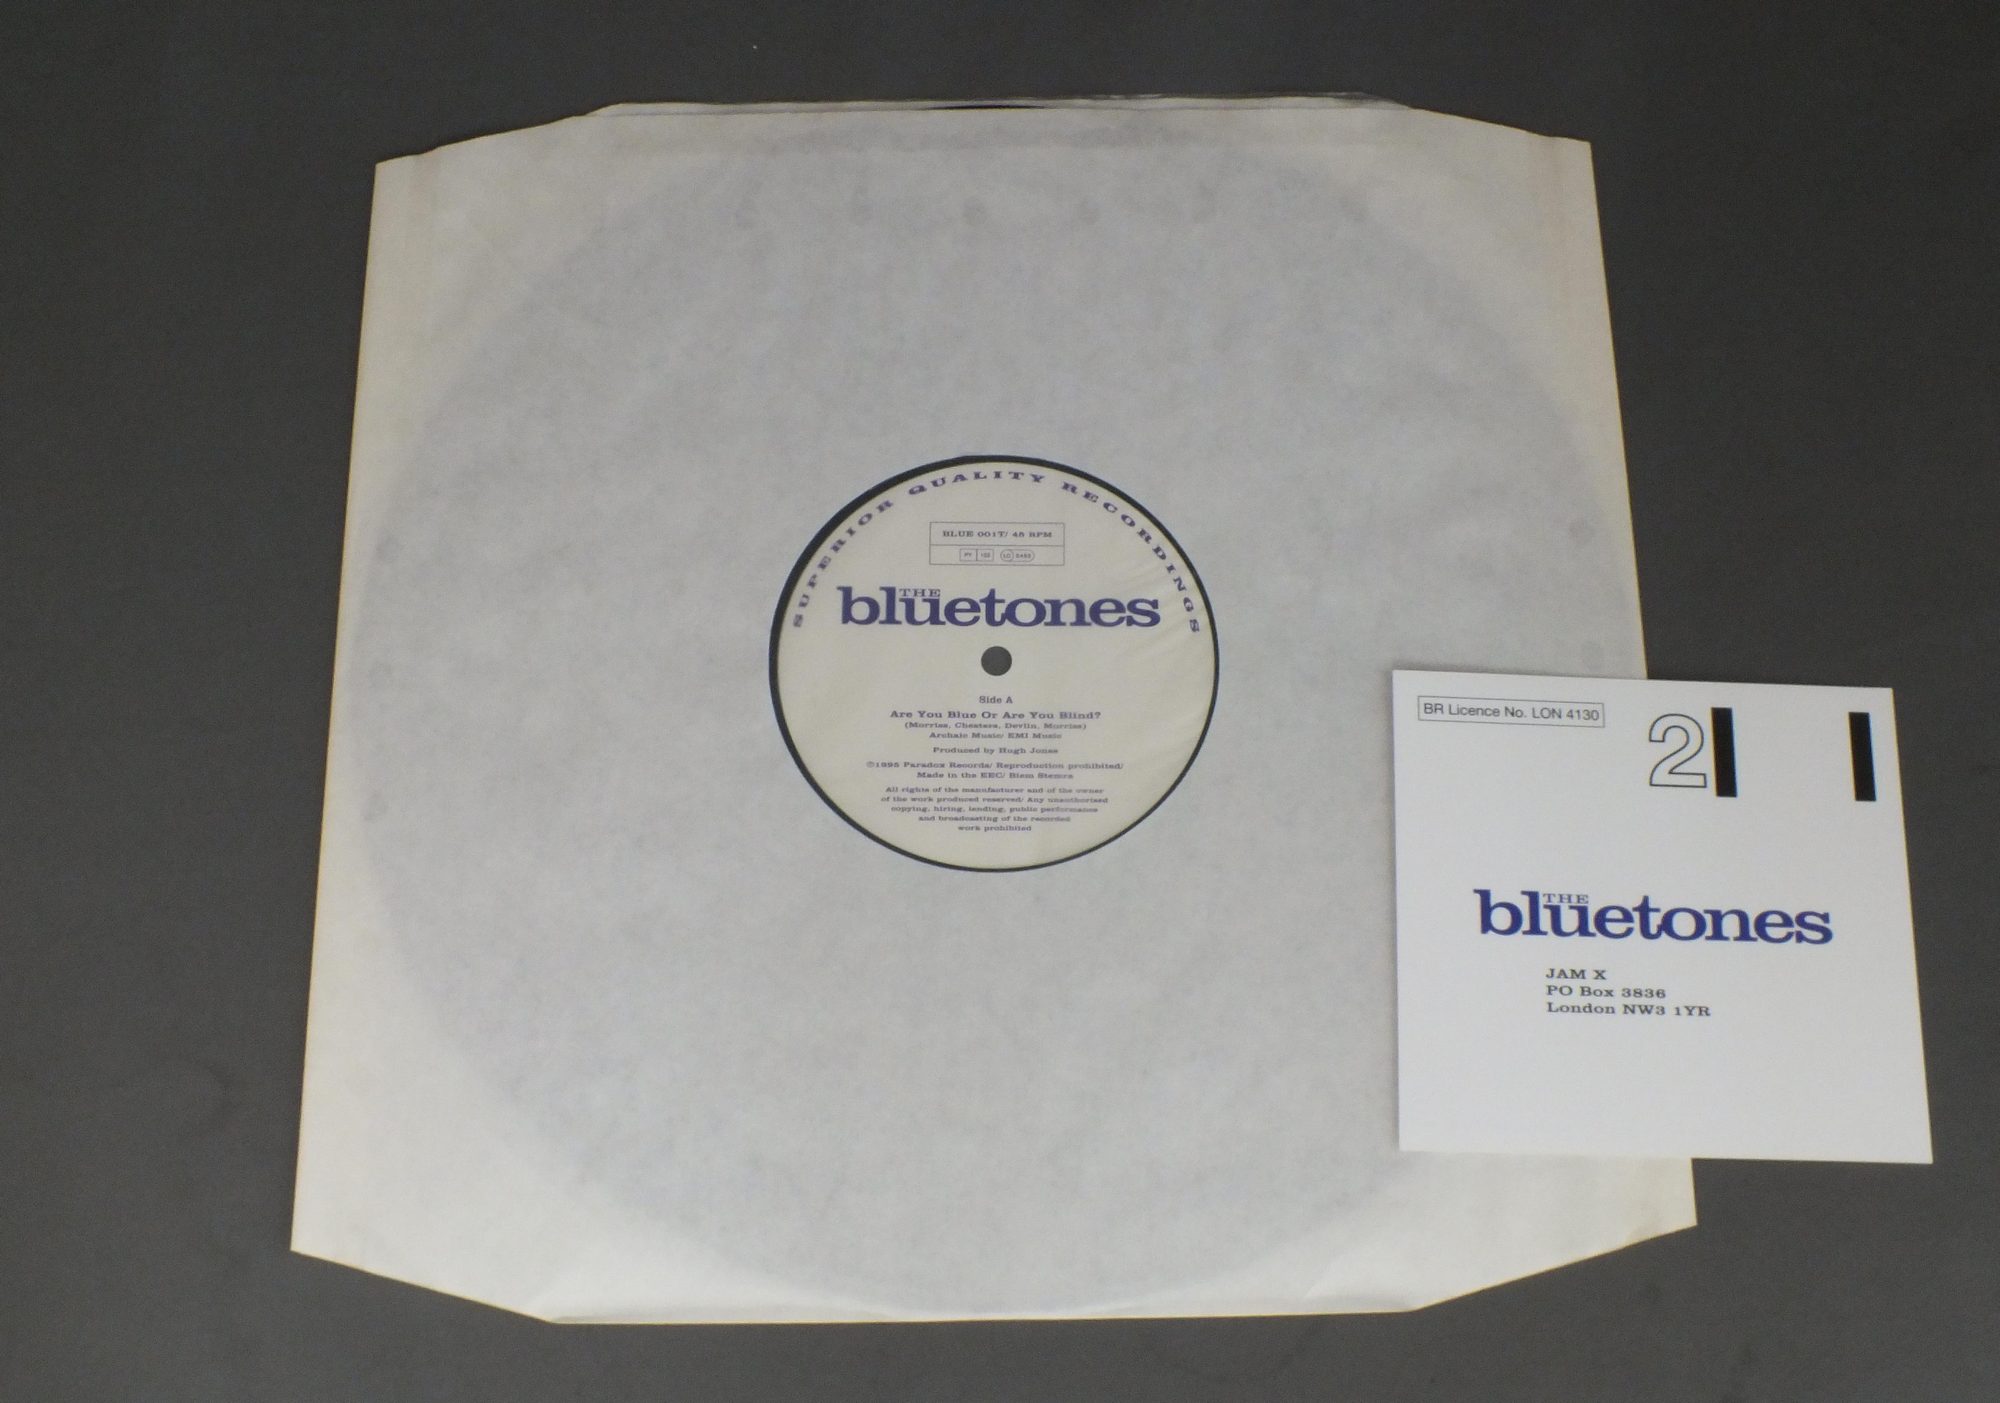 SUPERIOR QUALITY RECORDINGS
BLUE 001T/ 45 RPM
THE
bluetones
Side A
Are You Blue Or Are You Blind?
(Morriss, Chesters, Devlin, Morriss)
Archaic Music/ EMI Music
Produced by Hugh Jones
℗1995 Paradox Records/ Reproduction prohibited/
Made in the EEC/ Biem Stemra
All rights of the manufacturer and of the owner
of the work produced reserved/ Any unauthorised
copying, hiring, lending, public performance
and broadcasting of the recorded
work prohibited
BR Licence No. LON 4130
2
THE
bluetones
JAM X
PO Box 3836
London NW3 1YR